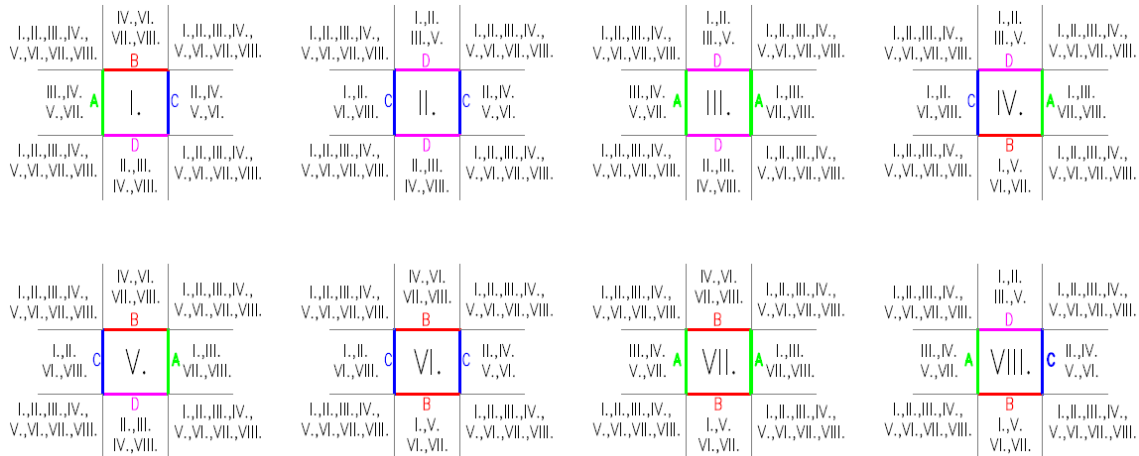 I.,II.,III.,IV.,
V.,VI.,VII.,VIII.
IV.,VI.
VII.,VIII.
I.,II.,III.,IV.,
V.,VI.,VII.,VIII.
B
III.,IV.
V.,VII.
A
I.
C
II.,IV.
V.,VI.
D
I.,II.,III.,IV.,
V.,VI.,VII.,VIII.
II.,III.
IV.,VIII.
I.,II.,III.,IV.,
V.,VI.,VII.,VIII.
I.,II.,III.,IV.,
V.,VI.,VII.,VIII.
I.,II.
III.,V.
I.,II.,III.,IV.,
V.,VI.,VII.,VIII.
D
I.,II.
VI.,VIII.
C
II.
C
II.,IV.
V.,VI.
D
I.,II.,III.,IV.,
V.,VI.,VII.,VIII.
II.,III.
IV.,VIII.
I.,II.,III.,IV.,
V.,VI.,VII.,VIII.
I.,II.,III.,IV.,
V.,VI.,VII.,VIII.
I.,II.
III.,V.
I.,II.,III.,IV.,
V.,VI.,VII.,VIII.
D
III.,IV.
V.,VII.
A
III.
A
I.,III.
VII.,VIII.
D
I.,II.,III.,IV.,
V.,VI.,VII.,VIII.
II.,III.
IV.,VIII.
I.,II.,III.,IV.,
V.,VI.,VII.,VIII.
I.,II.,III.,IV.,
V.,VI.,VII.,VIII.
I.,II.
III.,V.
I.,II.,III.,IV.,
V.,VI.,VII.,VIII.
D
I.,II.
VI.,VIII.
C
IV.
A
I.,III.
VII.,VIII.
B
I.,II.,III.,IV.,
V.,VI.,VII.,VIII.
I.,V.
VI.,VII.
I.,II.,III.,IV.,
V.,VI.,VII.,VIII.
I.,II.,III.,IV.,
V.,VI.,VII.,VIII.
IV.,VI.
VII.,VIII.
I.,II.,III.,IV.,
V.,VI.,VII.,VIII.
B
I.,II.
VI.,VIII.
C
V.
A
I.,III.
VII.,VIII.
D
I.,II.,III.,IV.,
V.,VI.,VII.,VIII.
II.,III.
IV.,VIII.
I.,II.,III.,IV.,
V.,VI.,VII.,VIII.
I.,II.,III.,IV.,
V.,VI.,VII.,VIII.
IV.,VI.
VII.,VIII.
I.,II.,III.,IV.,
V.,VI.,VII.,VIII.
B
I.,II.
VI.,VIII.
C
VI.
C
II.,IV.
V.,VI.
B
I.,II.,III.,IV.,
V.,VI.,VII.,VIII.
I.,V.
VI.,VII.
I.,II.,III.,IV.,
V.,VI.,VII.,VIII.
I.,II.,III.,IV.,
V.,VI.,VII.,VIII.
IV.,VI.
VII.,VIII.
I.,II.,III.,IV.,
V.,VI.,VII.,VIII.
B
III.,IV.
V.,VII.
A
VII.
A
I.,III.
VII.,VIII.
B
I.,II.,III.,IV.,
V.,VI.,VII.,VIII.
I.,V.
VI.,VII.
I.,II.,III.,IV.,
V.,VI.,VII.,VIII.
I.,II.,III.,IV.,
V.,VI.,VII.,VIII.
I.,II.
III.,V.
I.,II.,III.,IV.,
V.,VI.,VII.,VIII.
D
III.,IV.
V.,VII.
A
VIII.
C
II.,IV.
V.,VI.
B
I.,II.,III.,IV.,
V.,VI.,VII.,VIII.
I.,V.
VI.,VII.
I.,II.,III.,IV.,
V.,VI.,VII.,VIII.